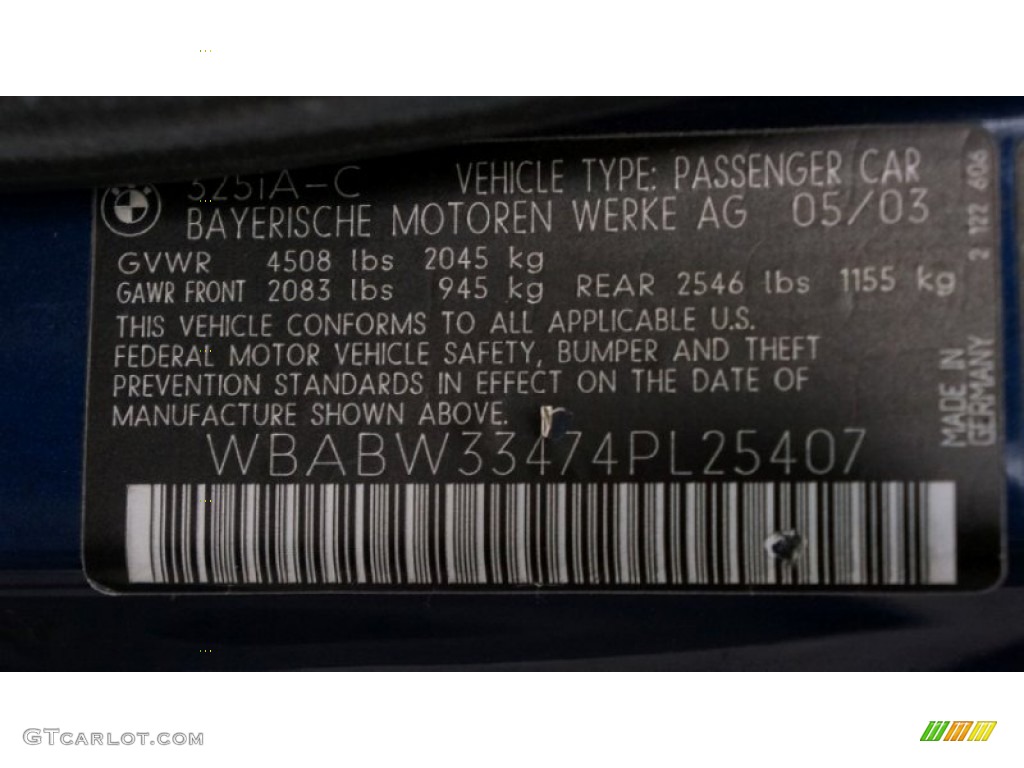 325iA-C VEHICLE TYPE: PASSENGER CAR
BAYERISCHE MOTOREN WERKE AG 05/03
GVWR 4508 lbs 2045 kg
GAWR FRONT 2083 lbs 945 kg REAR 2546 lbs 1155 kg
THIS VEHICLE CONFORMS TO ALL APPLICABLE U.S.
FEDERAL MOTOR VEHICLE SAFETY, BUMPER AND THEFT
PREVENTION STANDARDS IN EFFECT ON THE DATE OF
MANUFACTURE SHOWN ABOVE.
WBABW33474PL25407
2 122 606
MADE IN
GERMANY
GTCARLOT.COM